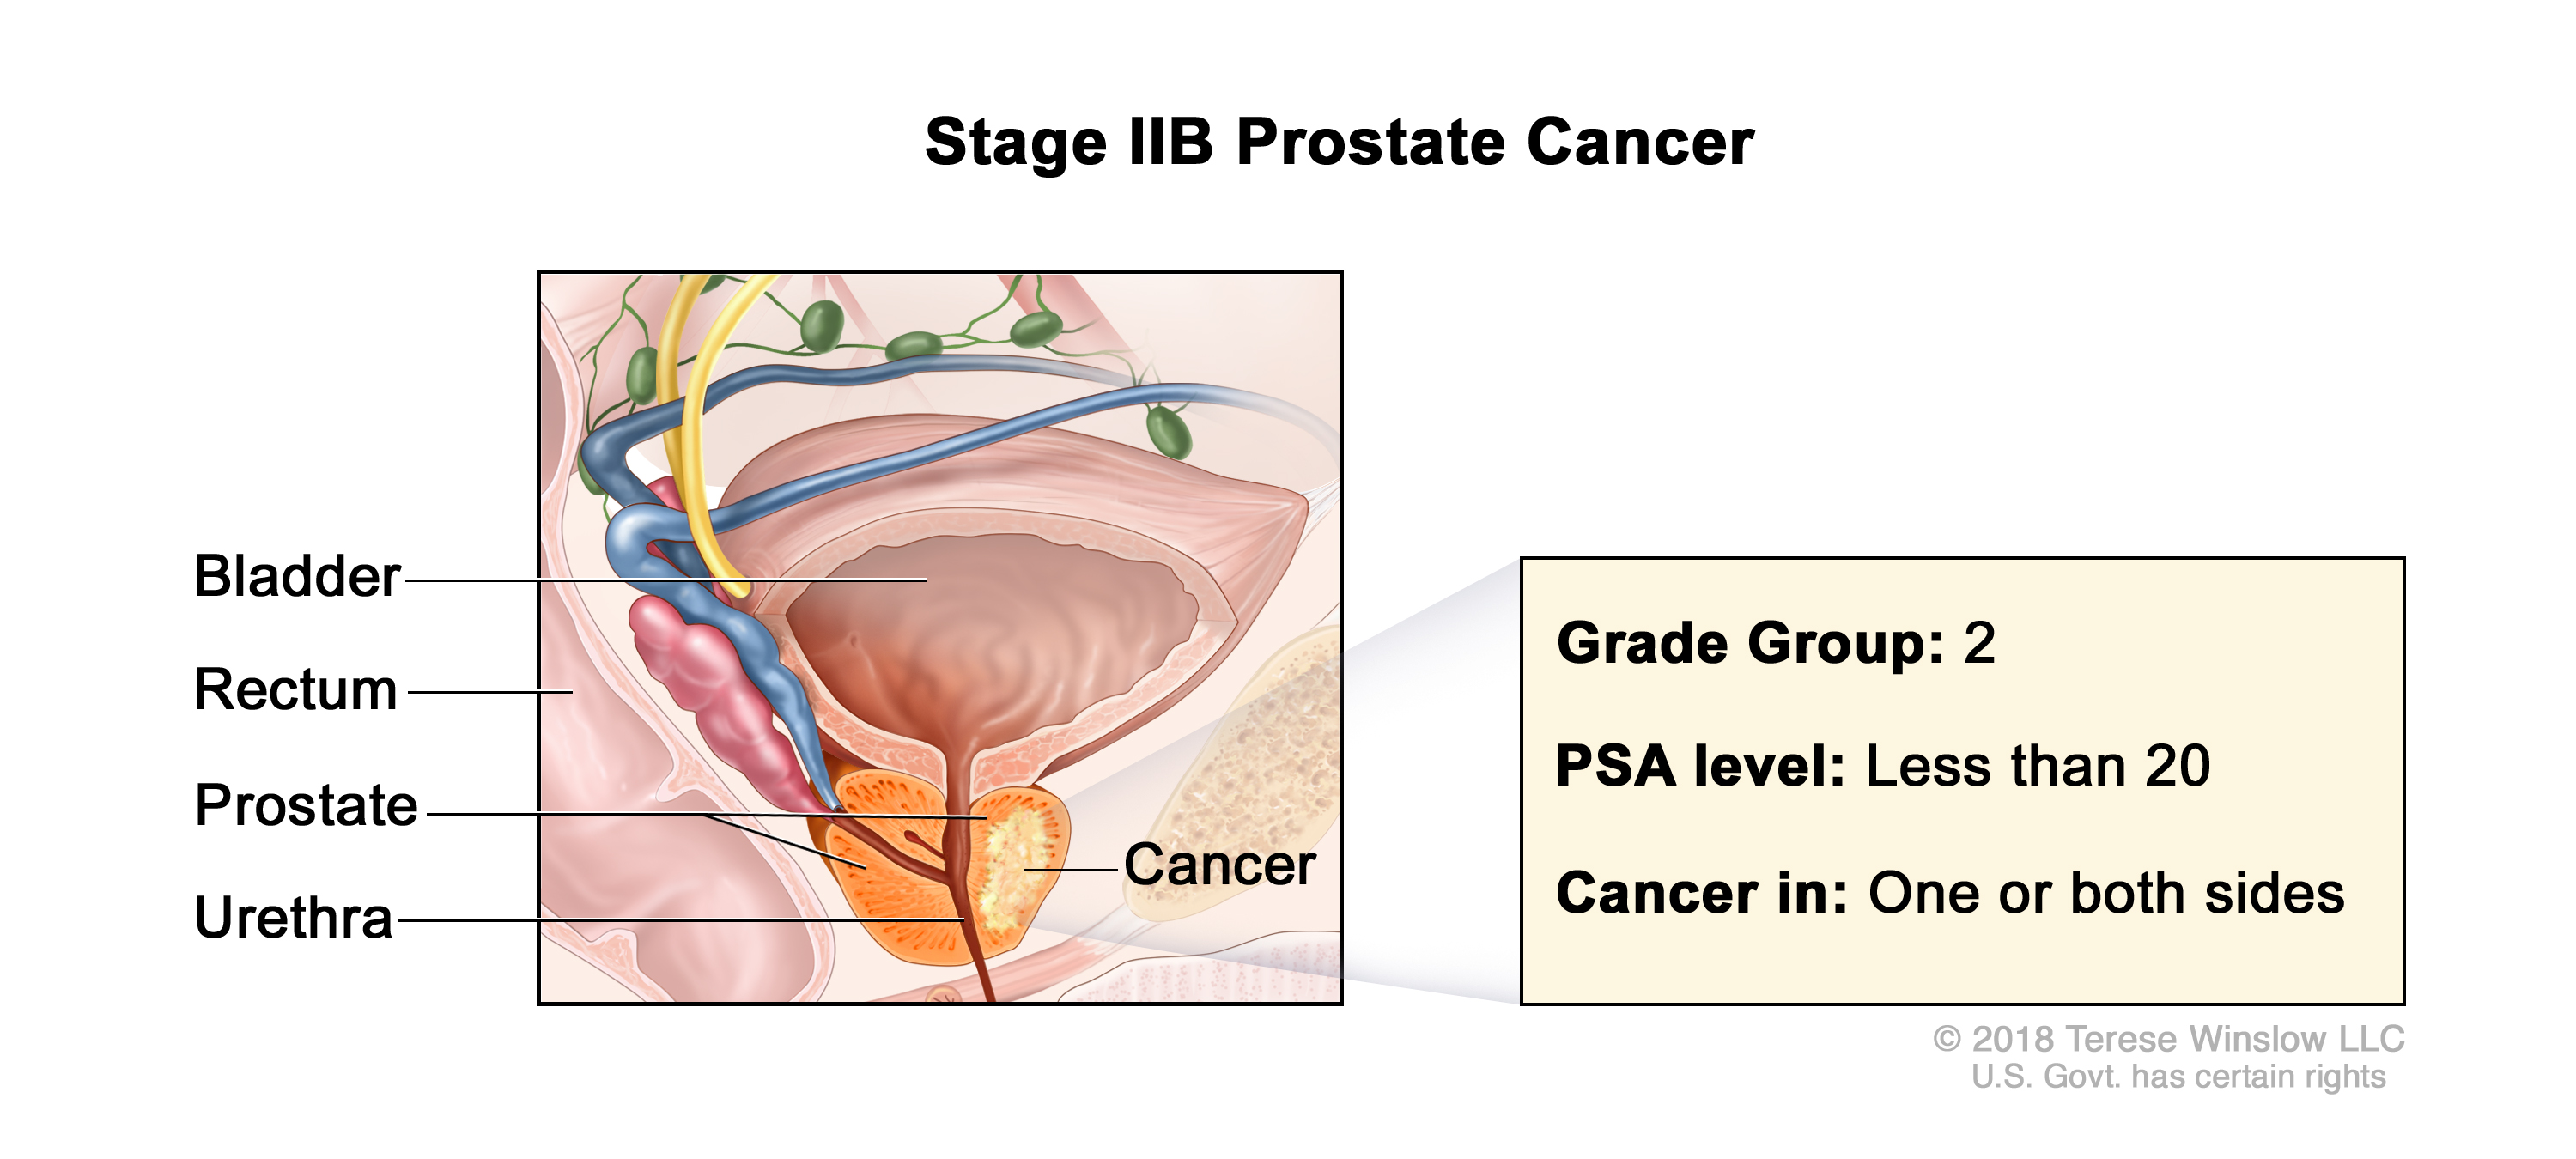 Stage IIB Prostate Cancer
Bladder
Rectum
Prostate
Urethra
Cancer
Grade Group: 2
PSA level: Less than 20
Cancer in: One or both sides
© 2018 Terese Winslow LLC
U.S. Govt. has certain rights